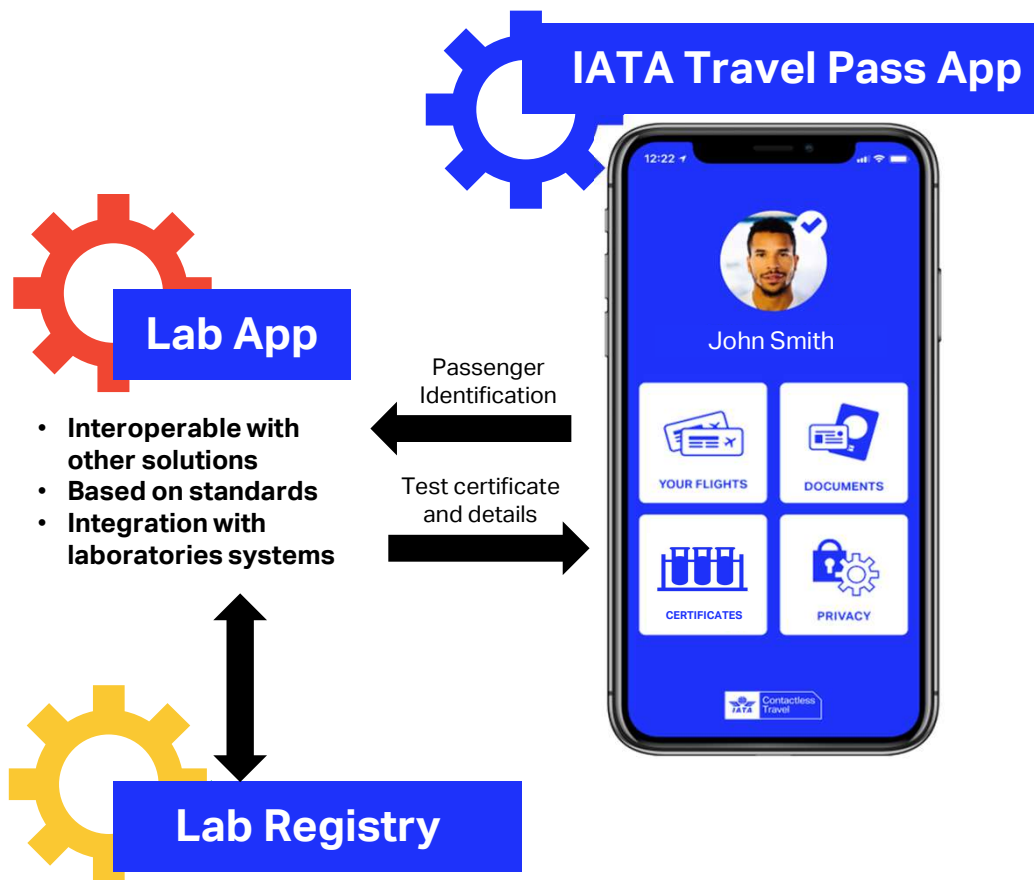 IATA Travel Pass App
12:22
John Smith
YOUR FLIGHTS
DOCUMENTS
CERTIFICATES
PRIVACY
IATA
Contactless
Travel
Lab App
• Interoperable with
other solutions
• Based on standards
• Integration with
laboratories systems
Passenger
Identification
Test certificate
and details
Lab Registry